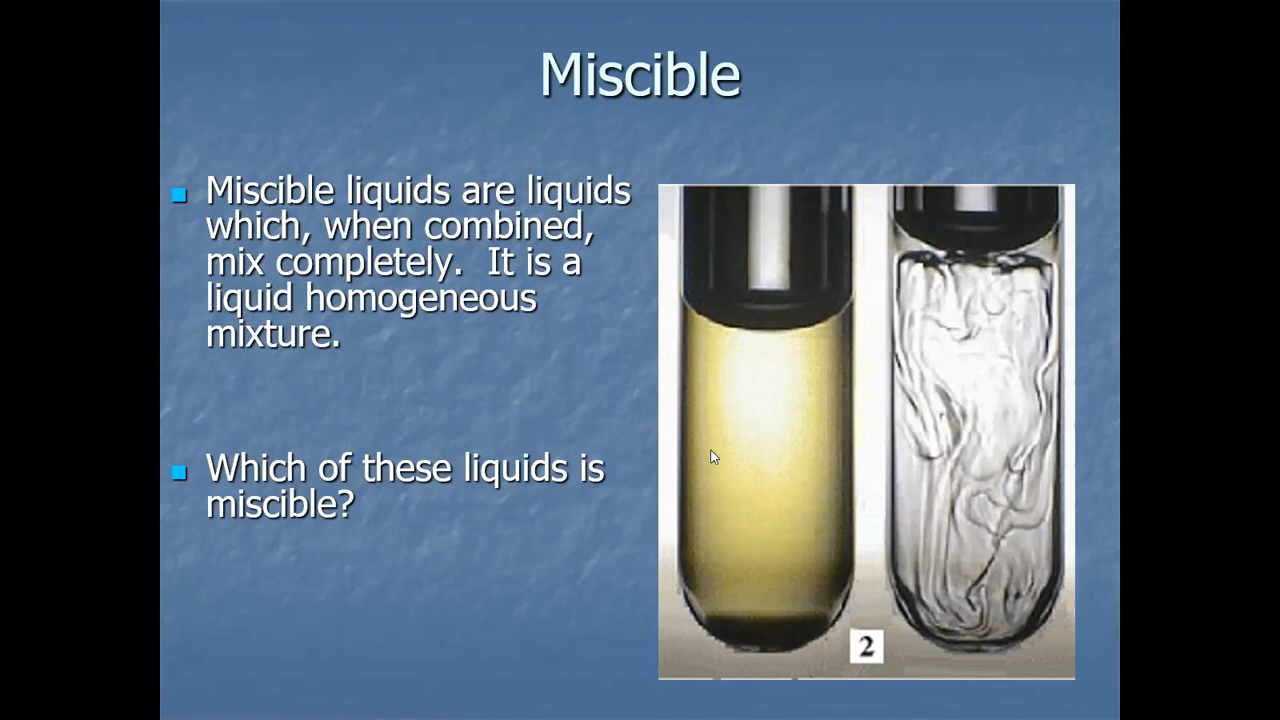 Miscible
Miscible liquids are liquids
which, when combined,
mix completely.  It is a
liquid homogeneous
mixture.
Which of these liquids is
miscible?
2